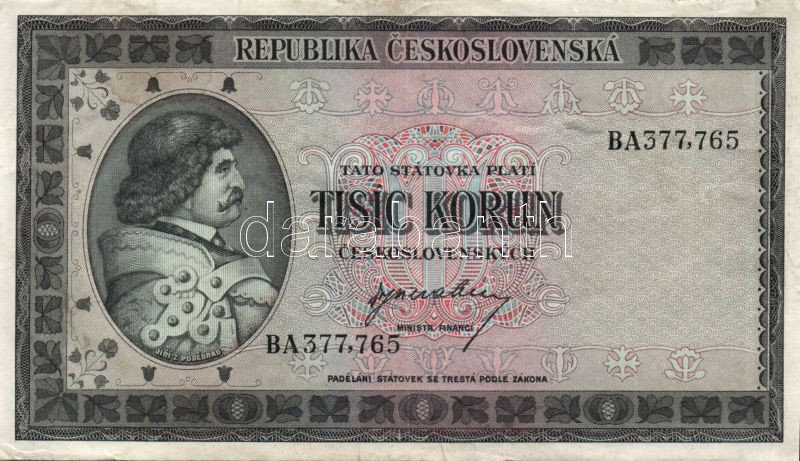 REPUBLIKA ČESKOSLOVENSKÁ
BA377,765
TATO STÁTOVKA PLATÍ
TISÍC KORUN
ČESKOSLOVENSKÝCH
MINISTR FINANCÍ
BA377,765
JIŘÍ Z PODĚBRAD
PADĚLÁNÍ STÁTOVEK SE TRESTÁ PODLE ZÁKONA
darabanth